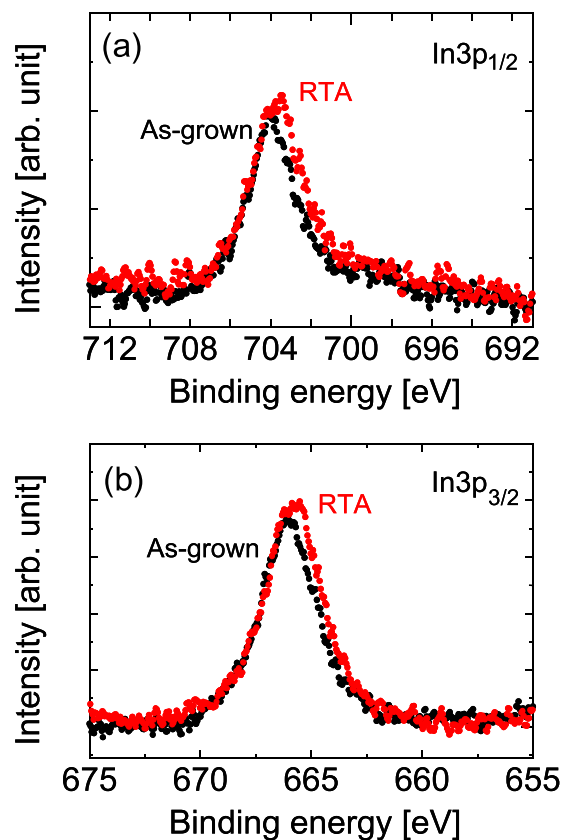 (a)
In3p1/2
RTA
As-grown
Intensity [arb. unit]
712 708 704 700 696 692
Binding energy [eV]
(b)
In3p3/2
RTA
As-grown
Intensity [arb. unit]
675 670 665 660 655
Binding energy [eV]